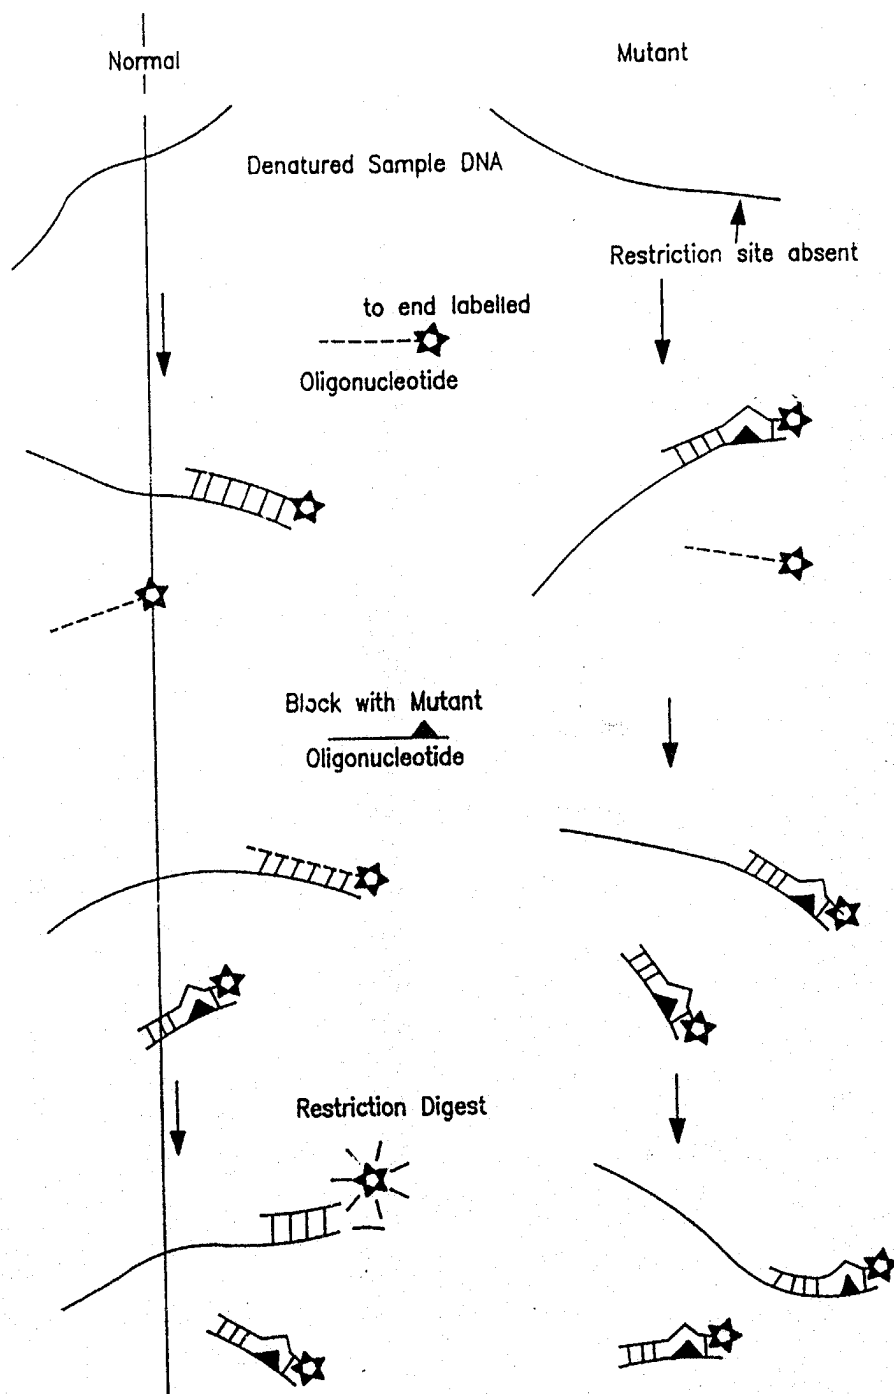 Normal
Mutant
Denatured Sample DNA
Restriction site absent
to end labelled
Oligonucleotide
Block with Mutant
Oligonucleotide
Restriction Digest